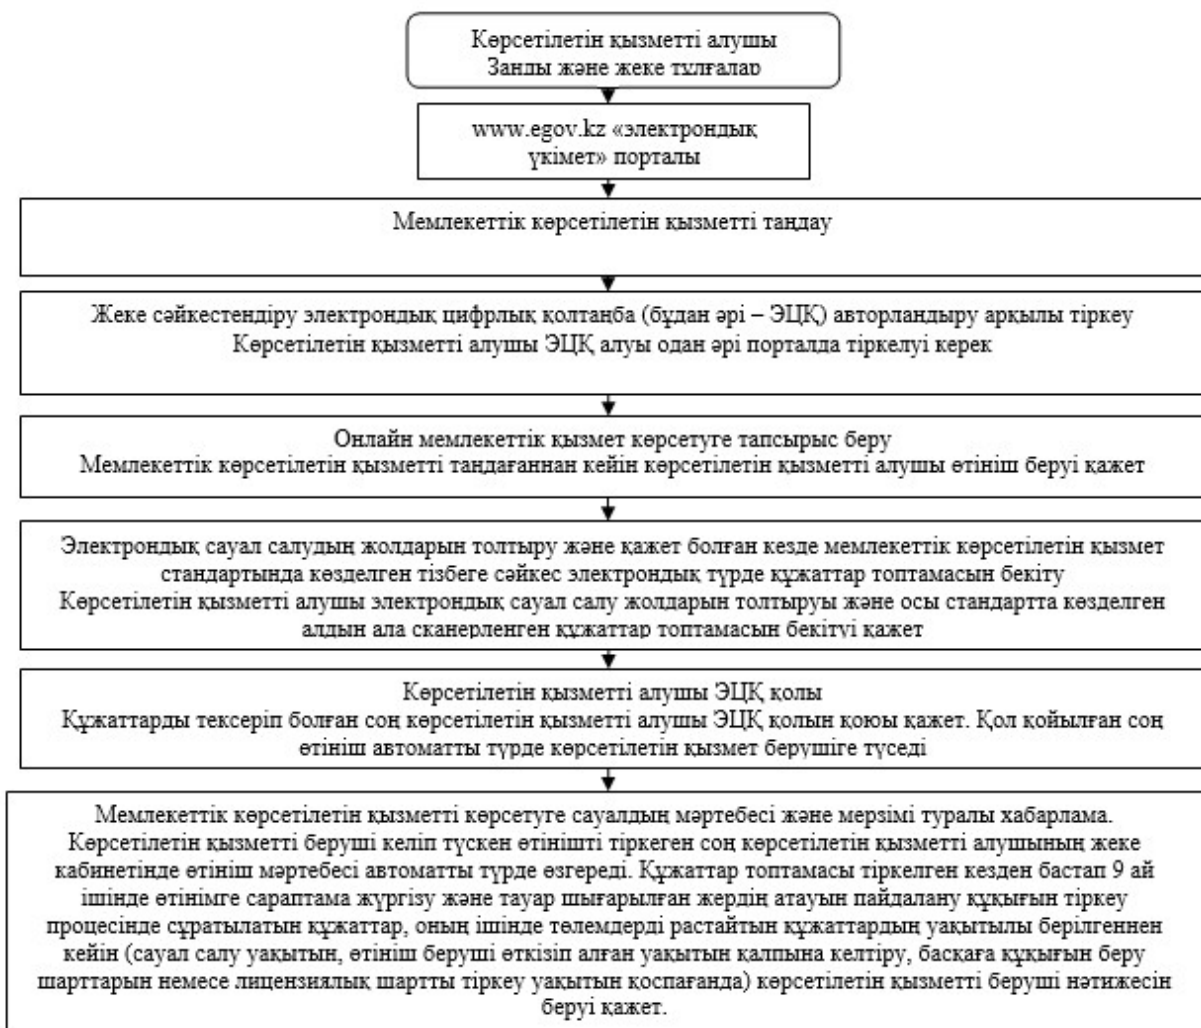 Көрсетілетін қызметті алушы
Заңды және жеке тұлғалар
www.egov.kz «электрондық
үкімет» порталы
Мемлекеттік көрсетілетін қызметті таңдау
Жеке сәйкестендіру электрондық цифрлық қолтаңба (бұдан әрі – ЭЦҚ) авторландыру арқылы тіркеу
Көрсетілетін қызметті алушы ЭЦҚ алуы одан әрі порталда тіркелуі керек
Онлайн мемлекеттік қызмет көрсетуге тапсырыс беру
Мемлекеттік көрсетілетін қызметті таңдағаннан кейін көрсетілетін қызметті алушы өтініш беруі қажет
Электрондық сауал салудың жолдарын толтыру және қажет болған кезде мемлекеттік көрсетілетін қызмет
стандартында көзделген тізбеге сәйкес электрондық түрде құжаттар топтамасын бекіту
Көрсетілетін қызметті алушы электрондық сауал салу жолдарын толтыруы және осы стандартта көзделген
алдын ала сканерленген құжаттар топтамасын бекітуі қажет
Көрсетілетін қызметті алушы ЭЦҚ қолы
Құжаттарды тексеріп болған соң көрсетілетін қызметті алушы ЭЦҚ қолын қоюы қажет. Қол қойылған соң
өтініш автоматты түрде көрсетілетін қызмет берушіге түседі
Мемлекеттік көрсетілетін қызметті көрсетуге сауалдың мәртебесі және мерзімі туралы хабарлама.
Көрсетілетін қызметті беруші келіп түскен өтінішті тіркеген соң көрсетілетін қызметті алушының жеке
кабинетінде өтініш мәртебесі автоматты түрде өзгереді. Құжаттар топтамасы тіркелген кезден бастап 9 ай
ішінде өтінімге сараптама жүргізу және тауар шығарылған жердің атауын пайдалану құқығын тіркеу
процесінде сұратылатын құжаттар, оның ішінде төлемдерді растайтын құжаттардың уақытылы берілгеннен
кейін (сауал салу уақытын, өтініш беруші өткізіп алған уақытын қалпына келтіру, басқаға құқығын беру
шарттарын немесе лицензиялық шартты тіркеу уақытын қоспағанда) көрсетілетін қызметті беруші нәтижесін
беруі қажет.